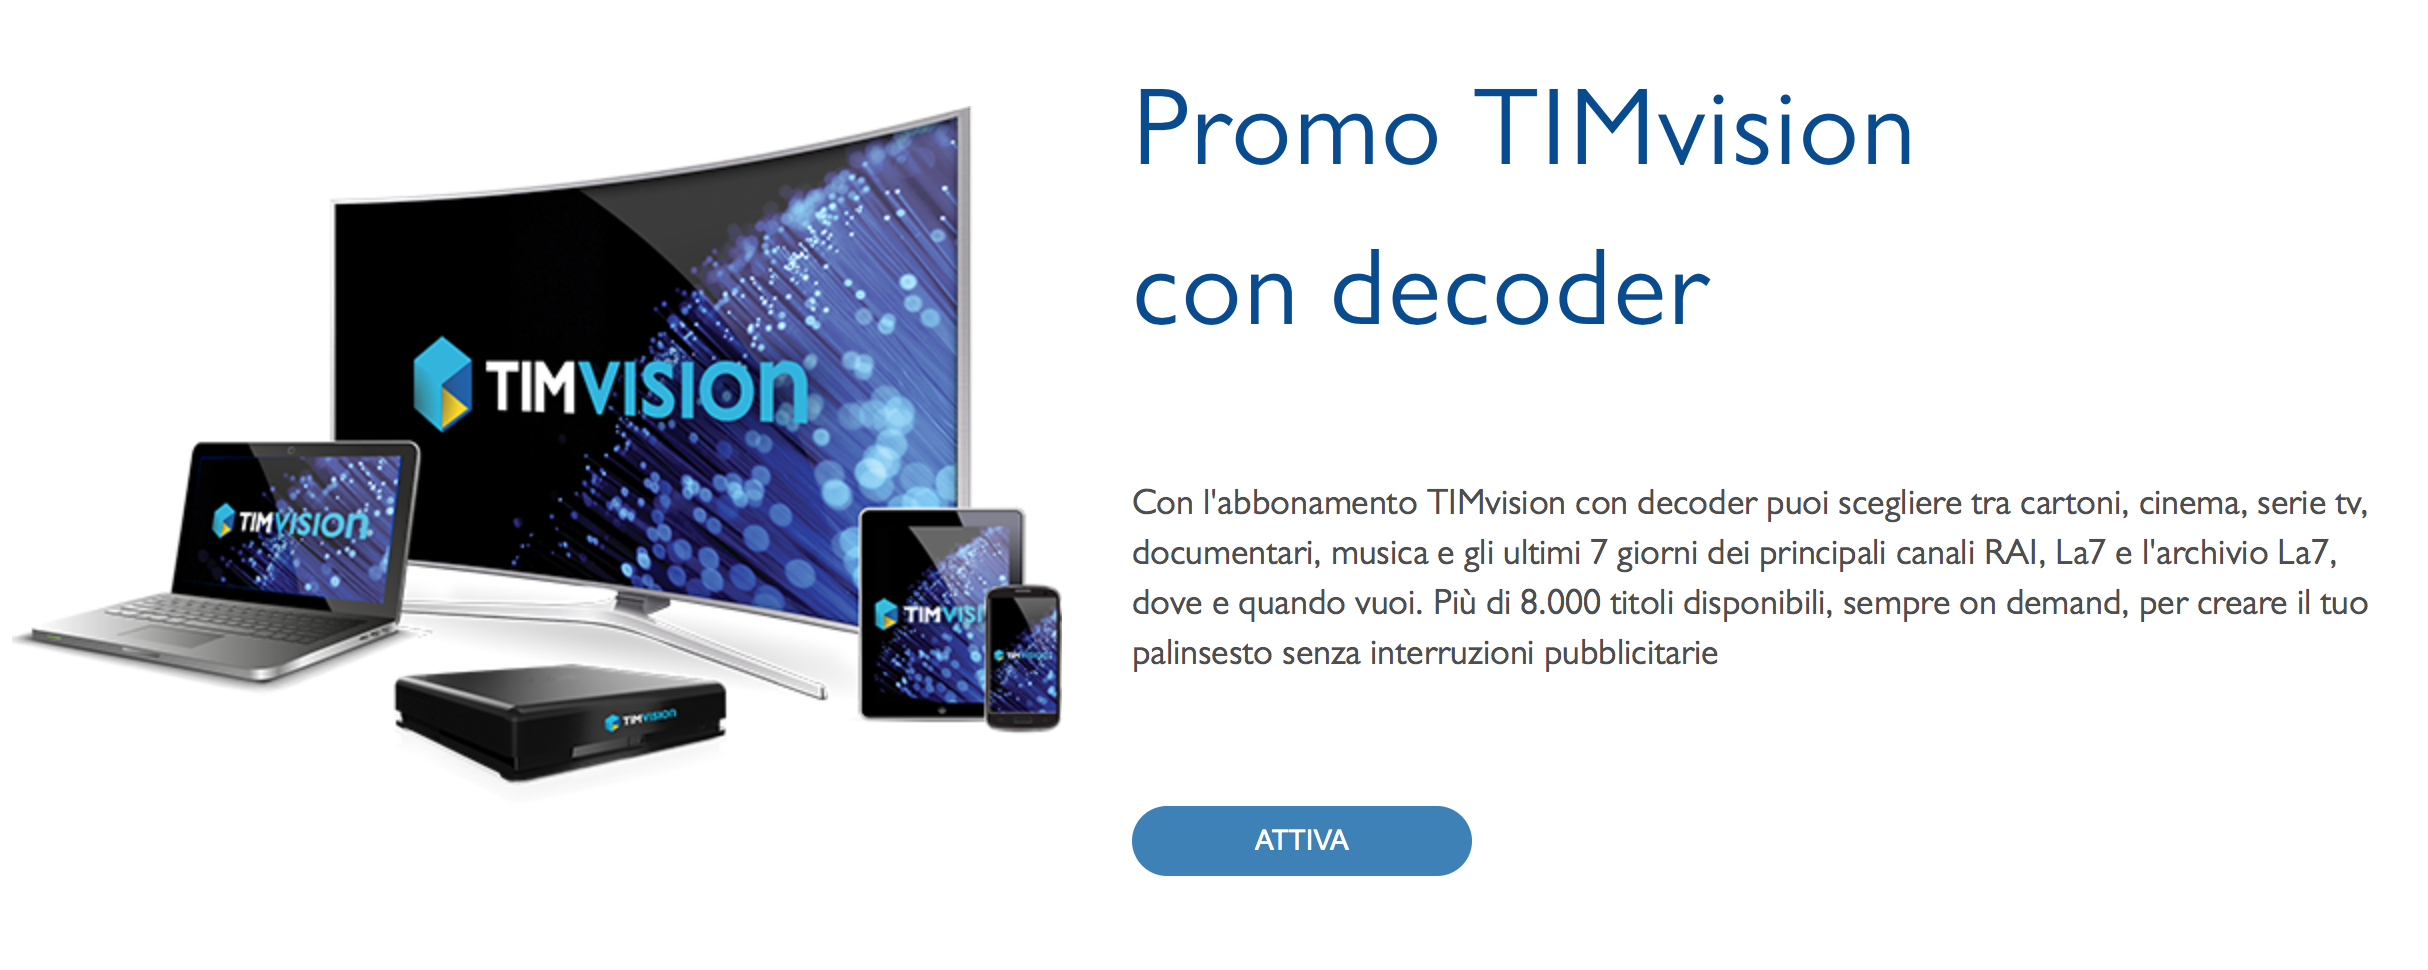 Promo TIMvision
con decoder
Con l'abbonamento TIMvision con decoder puoi scegliere tra cartoni, cinema, serie tv,
documentari, musica e gli ultimi 7 giorni dei principali canali RAI, La7 e l'archivio La7,
dove e quando vuoi. Più di 8.000 titoli disponibili, sempre on demand, per creare il tuo
palinsesto senza interruzioni pubblicitarie
ATTIVA
TIMVISION
TIMVISION
TIMVISI
TIMVISION
TIMVISION